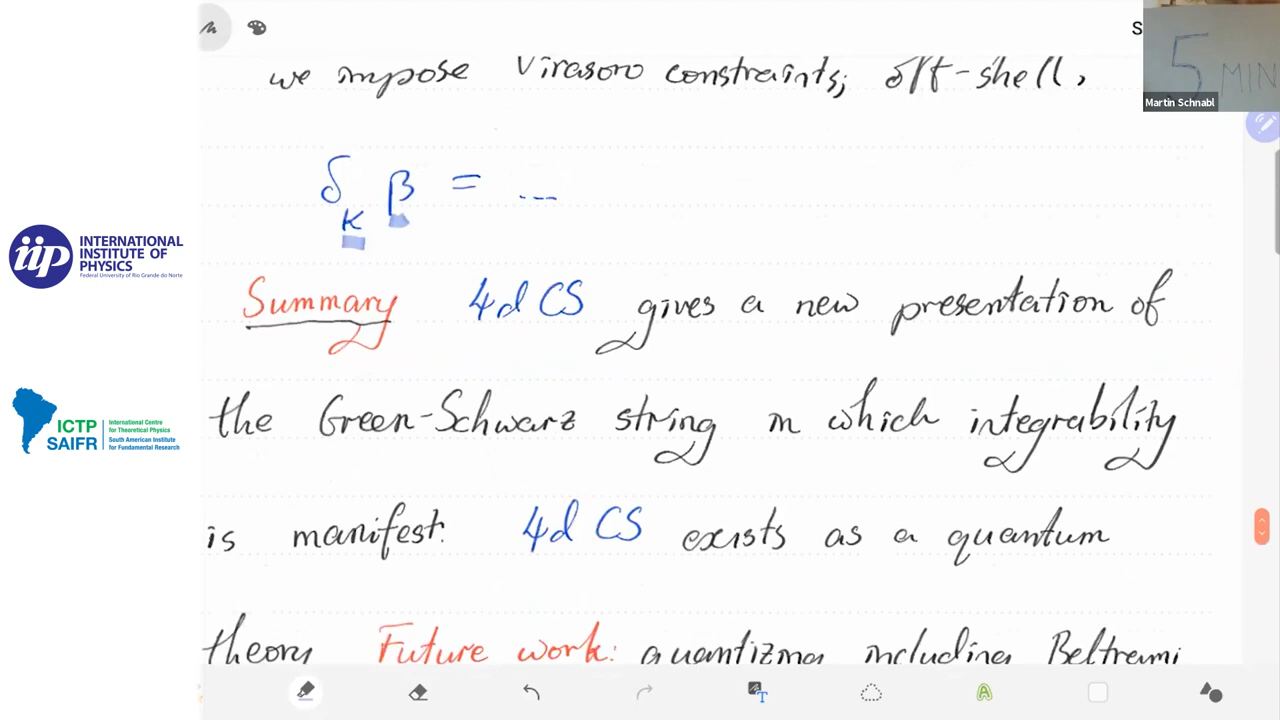 S
5 MIN
Martin Schnabl
we impose Virasoro constraints, off-shell,
δ_κ β = ...
Summary 4d CS gives a new presentation of
the Green-Schwarz string in which integrability
is manifest. 4d CS exists as a quantum
theory Future work: quantizing including Beltrami
iip INTERNATIONAL
INSTITUTE OF
PHYSICS
Federal University of Rio Grande do Norte
ICTP
SAIFR
International Centre
for Theoretical Physics
South American Institute
for Fundamental Research
T
A